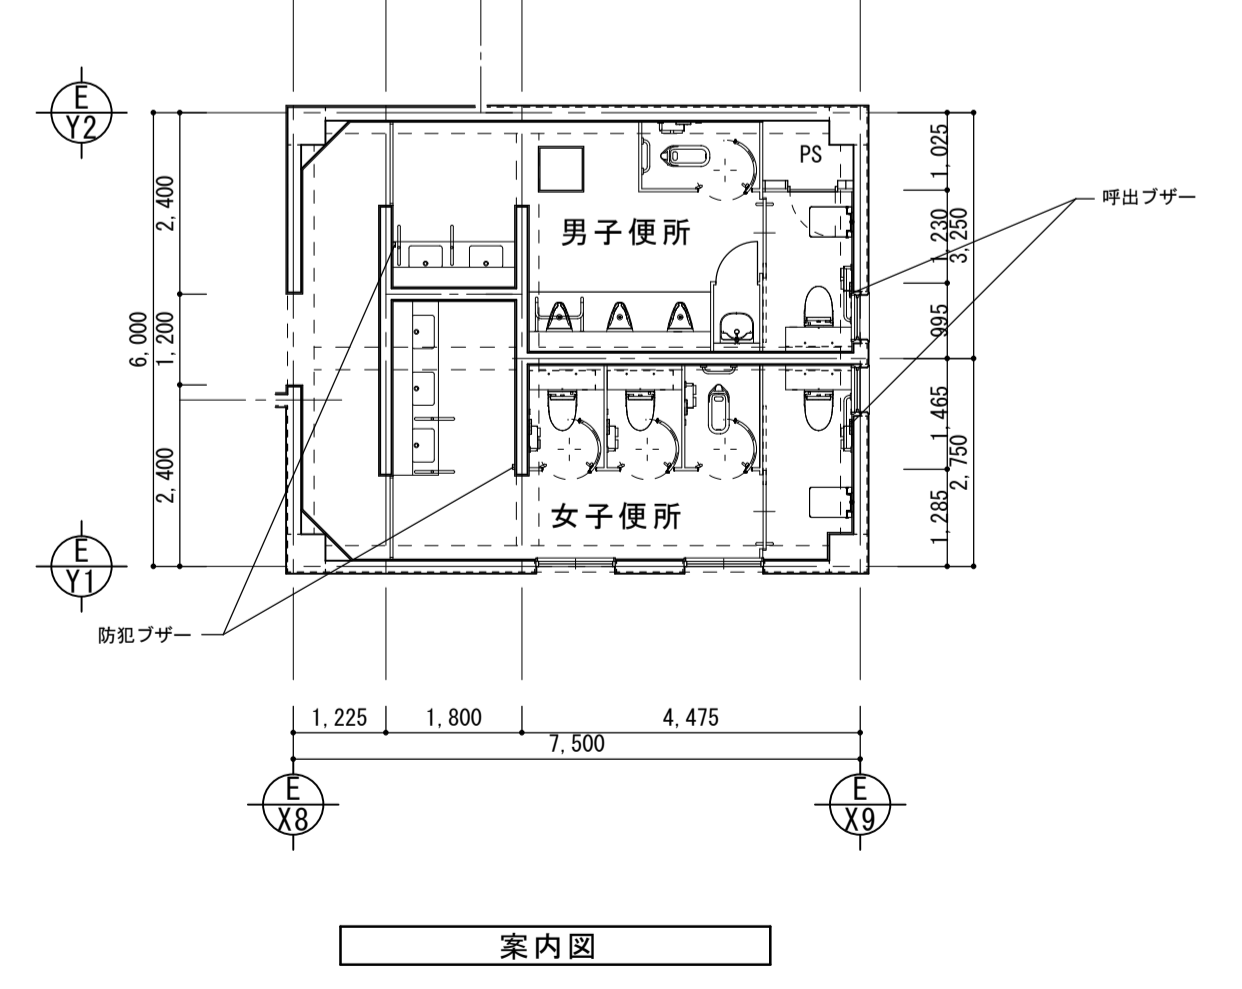 E
Y2
2,400
1,200
2,400
6,000
E
Y1
男子便所
PS
女子便所
呼出ブザー
防犯ブザー
1,025
1,230
995
3,250
1,465
1,285
2,750
1,225
1,800
4,475
7,500
E
X8
E
X9
案内図